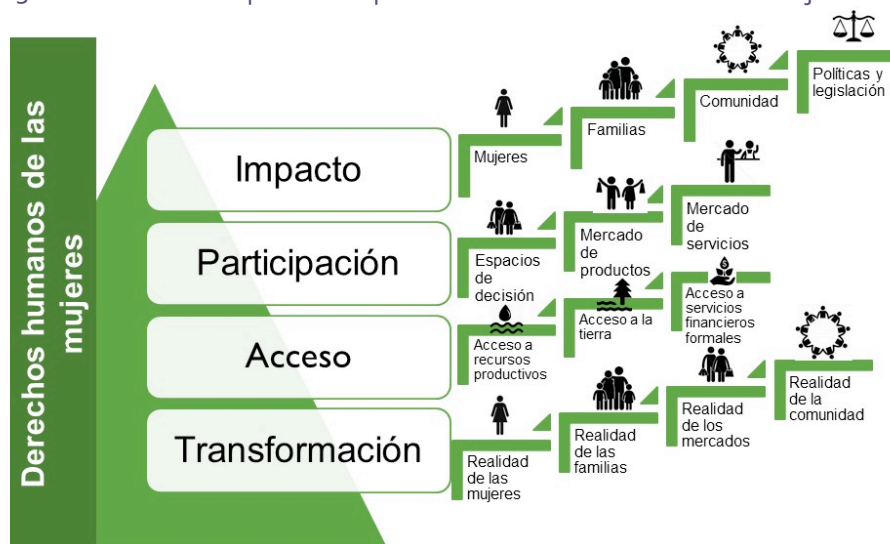 Derechos humanos de las
mujeres
Impacto
Mujeres
Familias
Comunidad
Políticas y
legislación
Participación
Espacios
de
decisión
Mercado
de
productos
Mercado
de
servicios
Acceso
Acceso a
recursos
productivos
Acceso a la
tierra
Acceso a
servicios
financieros
formales
Transformación
Realidad
de las
mujeres
Realidad
de las
familias
Realidad
de los
mercados
Realidad
de la
comunidad